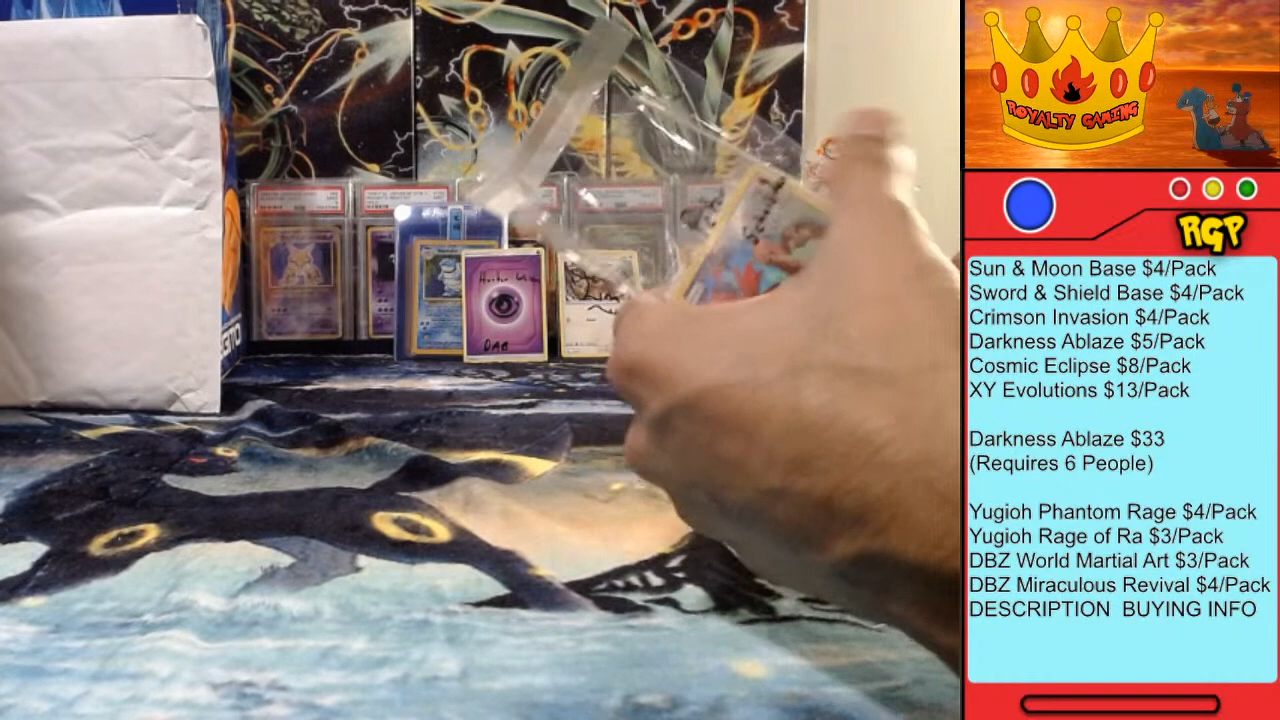 ROYALTY GAMING
RGP
Sun & Moon Base $4/Pack
Sword & Shield Base $4/Pack
Crimson Invasion $4/Pack
Darkness Ablaze $5/Pack
Cosmic Eclipse $8/Pack
XY Evolutions $13/Pack
Darkness Ablaze $33
(Requires 6 People)
Yugioh Phantom Rage $4/Pack
Yugioh Rage of Ra $3/Pack
DBZ World Martial Art $3/Pack
DBZ Miraculous Revival $4/Pack
DESCRIPTION BUYING INFO